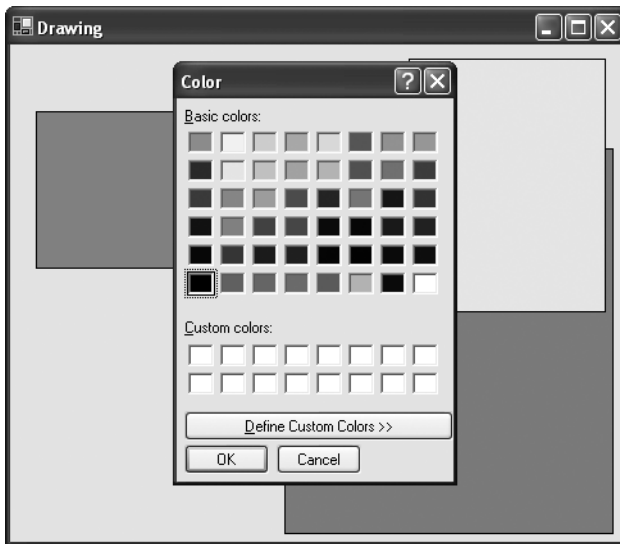 Drawing
Color
Basic colors:
Custom colors:
Define Custom Colors >>
OK Cancel